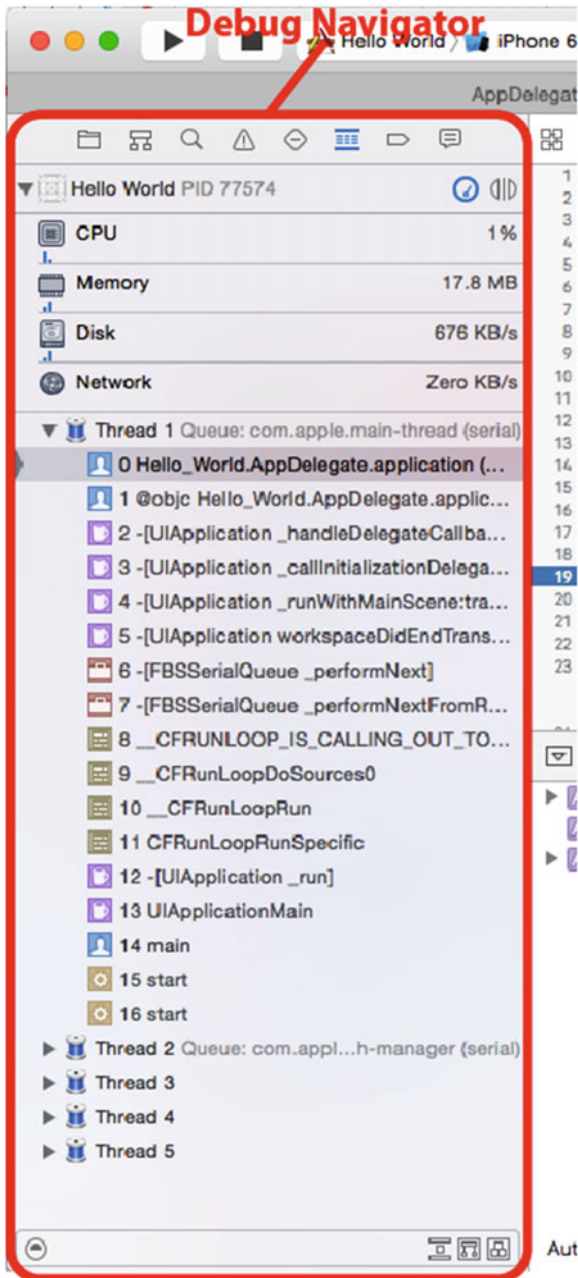 Debug Navigator
Hello World
iPhone 6
AppDelegat
Hello World PID 77574
CPU 1%
Memory 17.8 MB
Disk 676 KB/s
Network Zero KB/s
Thread 1 Queue: com.apple.main-thread (serial)
0 Hello_World.AppDelegate.application (...
1 @objc Hello_World.AppDelegate.applic...
2 -[UIApplication _handleDelegateCallba...
3 -[UIApplication _callInitializationDelega...
4 -[UIApplication _runWithMainScene:tra...
5 -[UIApplication workspaceDidEndTrans...
6 -[FBSSerialQueue _performNext]
7 -[FBSSerialQueue _performNextFromR...
8 __CFRUNLOOP_IS_CALLING_OUT_TO...
9 __CFRunLoopDoSources0
10 __CFRunLoopRun
11 CFRunLoopRunSpecific
12 -[UIApplication _run]
13 UIApplicationMain
14 main
15 start
16 start
Thread 2 Queue: com.appl...h-manager (serial)
Thread 3
Thread 4
Thread 5
1
2
3
4
5
6
7
8
9
10
11
12
13
14
15
16
17
18
19
20
21
22
23
Aut